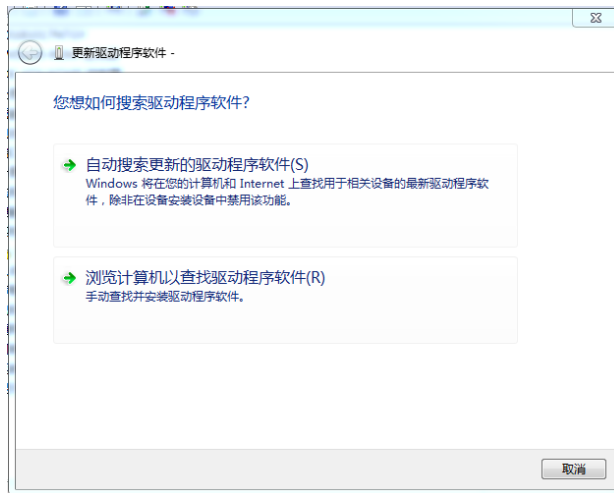 更新驱动程序软件 -
您想如何搜索驱动程序软件?
自动搜索更新的驱动程序软件(S)
Windows 将在您的计算机和 Internet 上查找用于相关设备的最新驱动程序软
件，除非在设备安装设备中禁用该功能。
浏览计算机以查找驱动程序软件(R)
手动查找并安装驱动程序软件。
取消